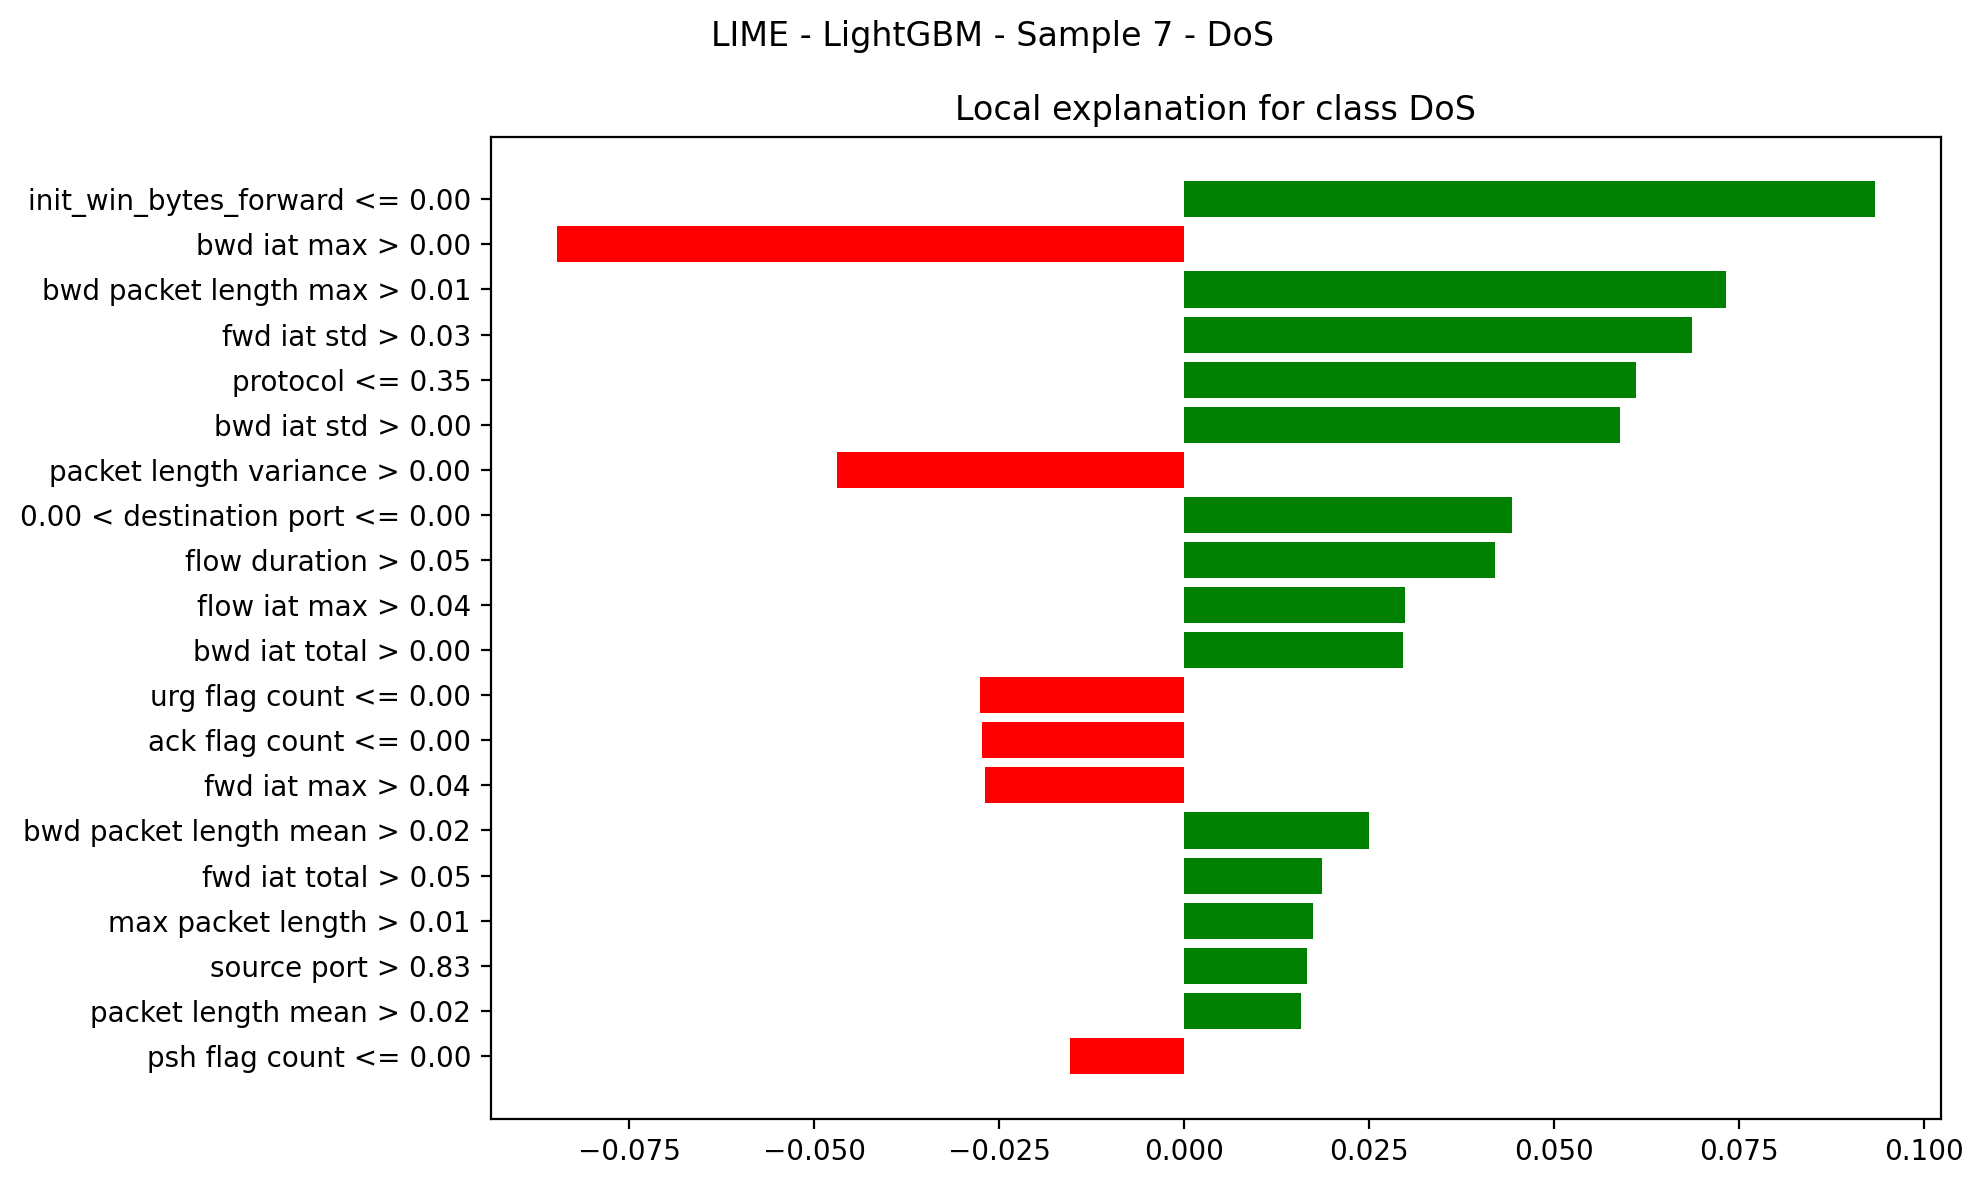 LIME - LightGBM - Sample 7 - DoS
Local explanation for class DoS
init_win_bytes_forward <= 0.00
bwd iat max > 0.00
bwd packet length max > 0.01
fwd iat std > 0.03
protocol <= 0.35
bwd iat std > 0.00
packet length variance > 0.00
0.00 < destination port <= 0.00
flow duration > 0.05
flow iat max > 0.04
bwd iat total > 0.00
urg flag count <= 0.00
ack flag count <= 0.00
fwd iat max > 0.04
bwd packet length mean > 0.02
fwd iat total > 0.05
max packet length > 0.01
source port > 0.83
packet length mean > 0.02
psh flag count <= 0.00
−0.075 −0.050 −0.025 0.000 0.025 0.050 0.075 0.100